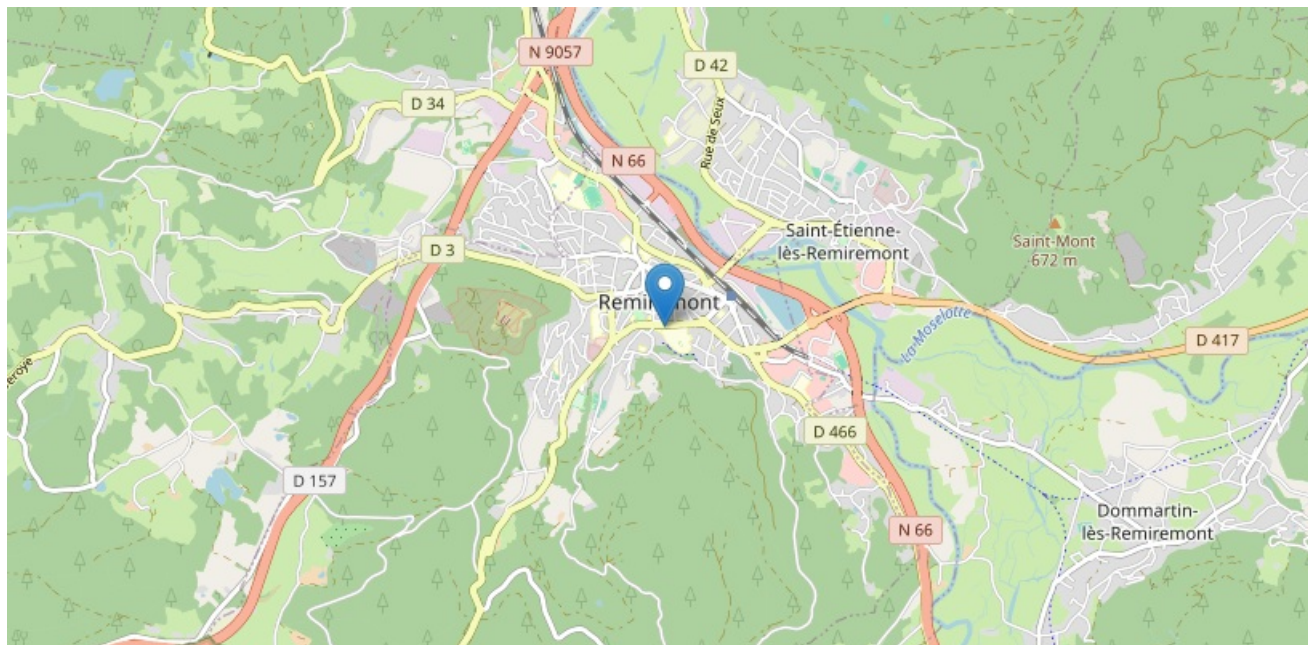 N 9057
D 42
D 34
Rue de Seux
N 66
Saint-Étienne-
lès-Remiremont
Saint-Mont
672 m
D 3
Remiremont
La Moselotte
D 417
D 466
D 157
N 66
Dommartin-
lès-Remiremont